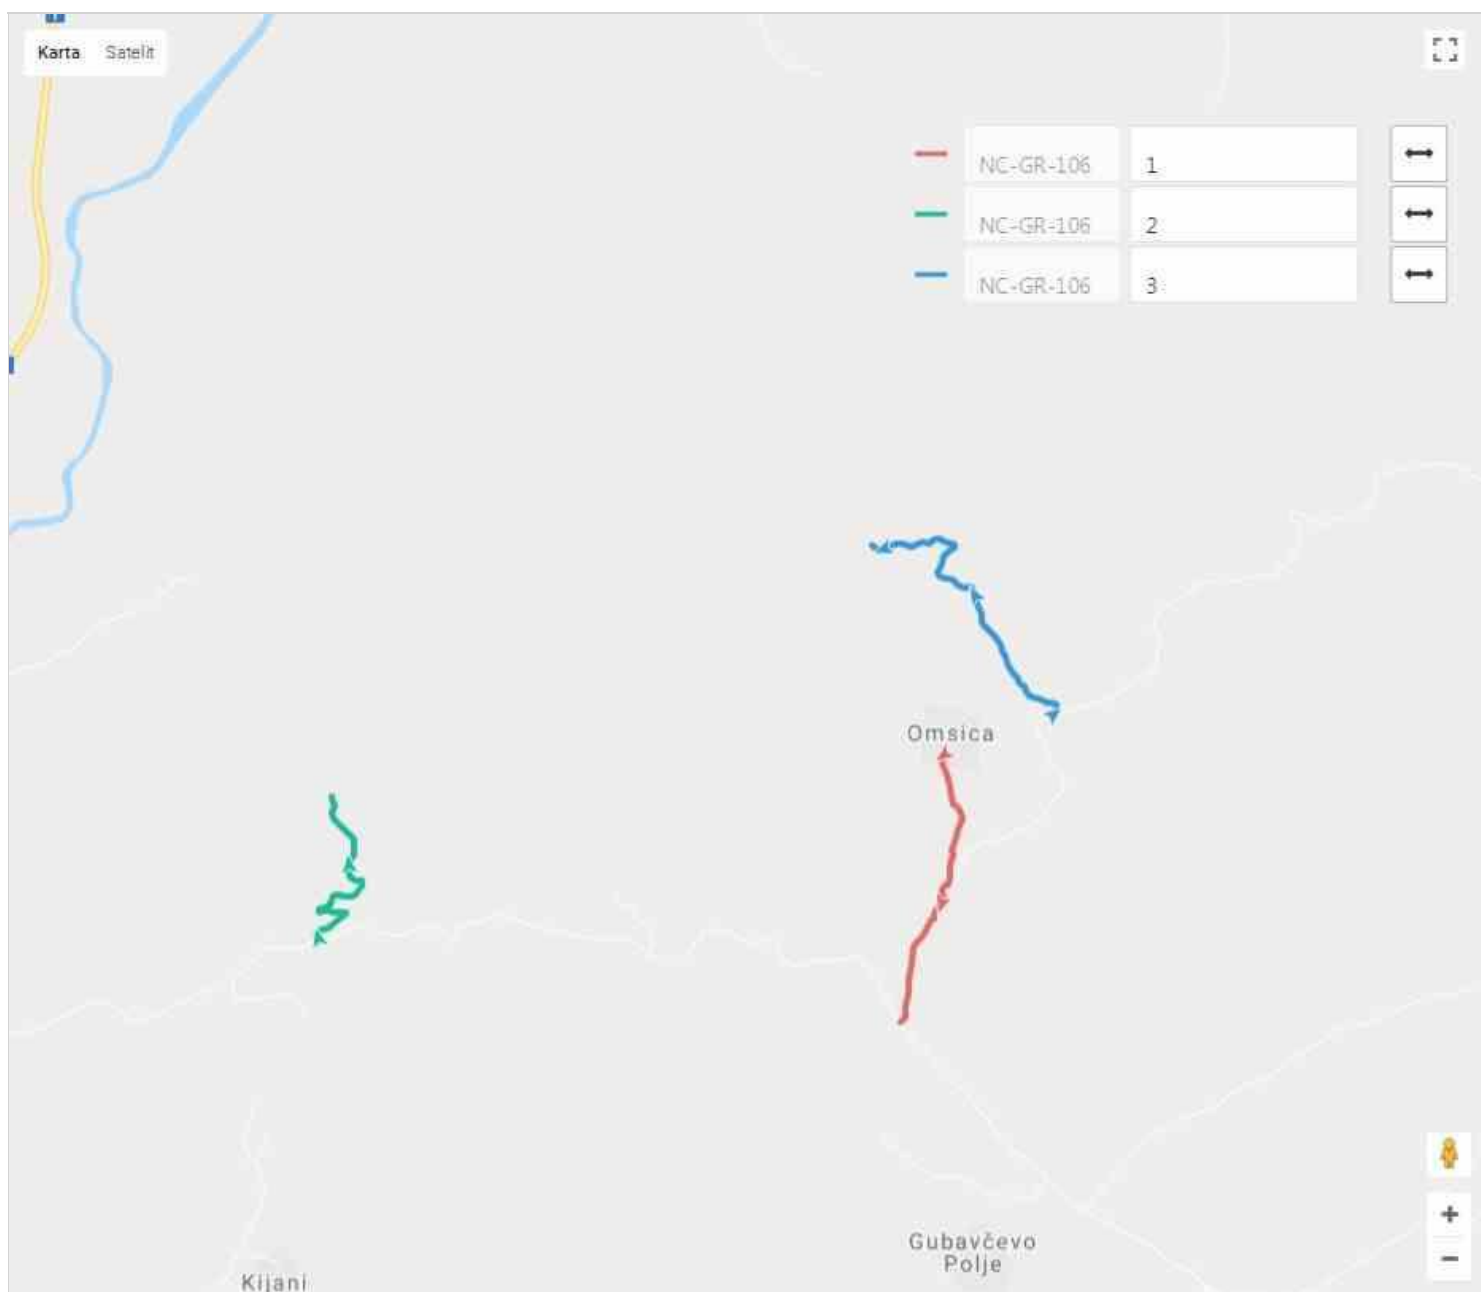 Karta Satelit
NC-GR-106 1
NC-GR-106 2
NC-GR-106 3
Omsica
Gubavčevo
Polje
Kijani